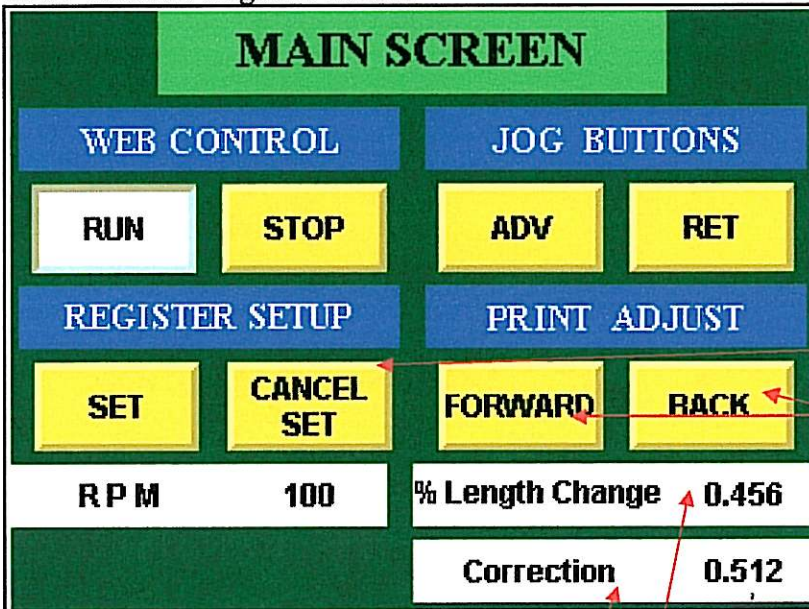 MAIN SCREEN
WEB CONTROL
JOG BUTTONS
RUN
STOP
ADV
RET
REGISTER SETUP
PRINT ADJUST
SET
CANCEL
SET
FORWARD
BACK
RPM 100
% Length Change 0.456
Correction 0.512